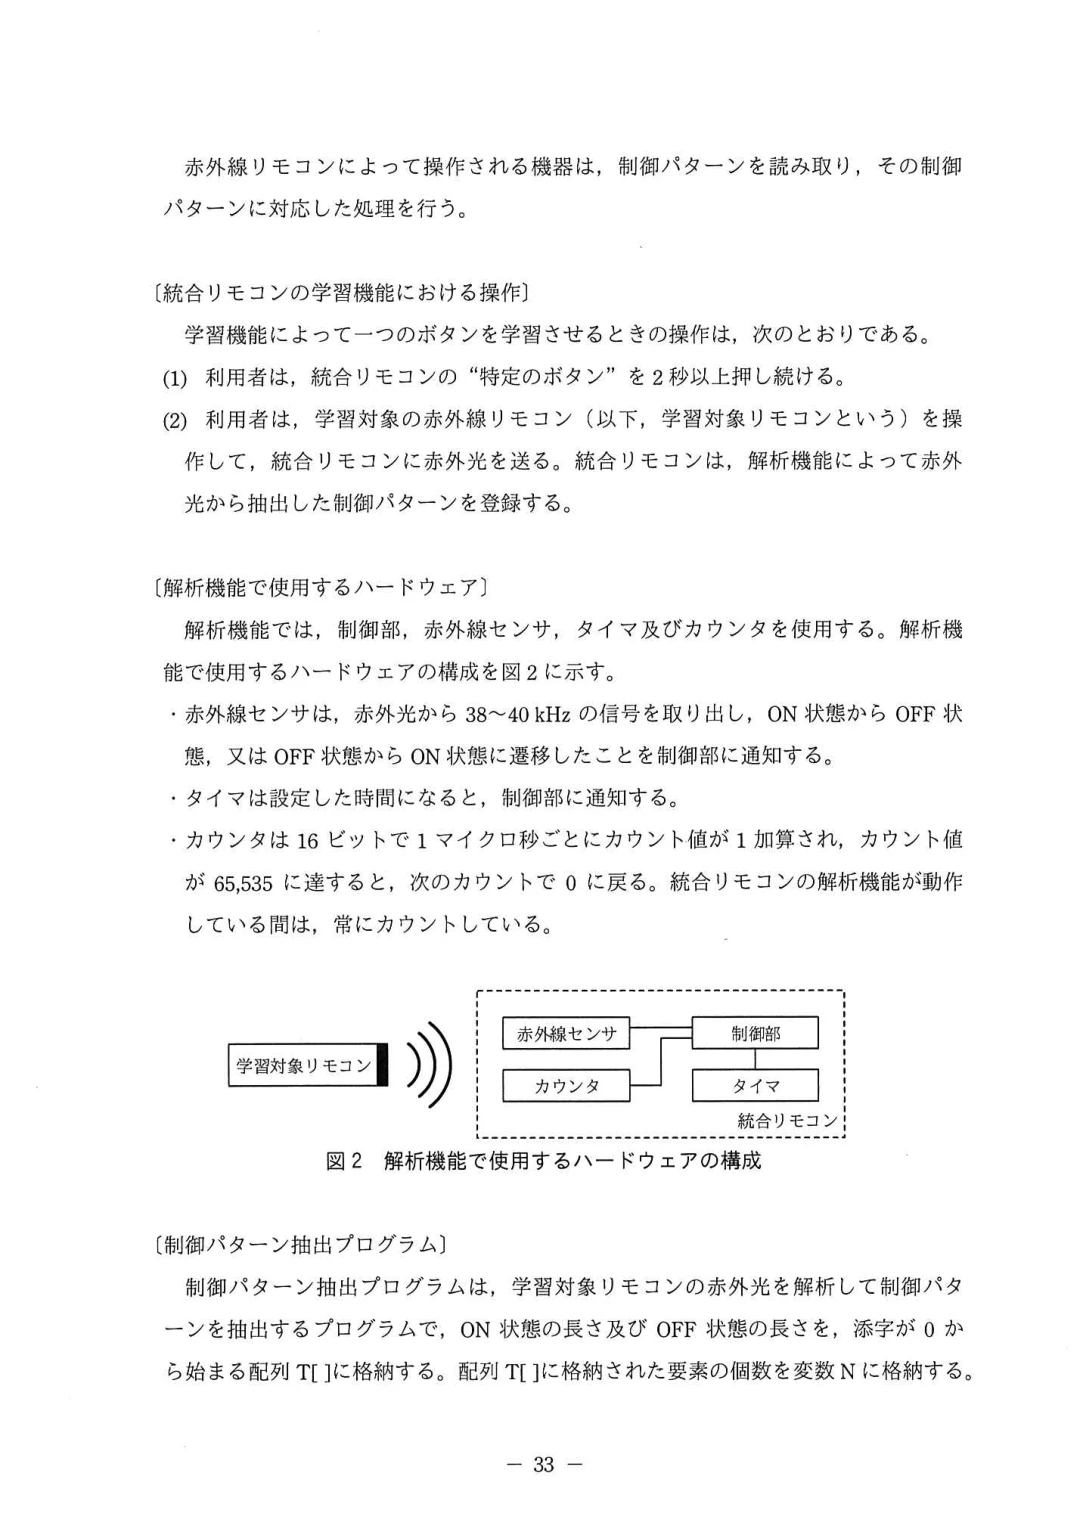 赤外線リモコンによって操作される機器は，制御パターンを読み取り，その制御
パターンに対応した処理を行う。
〔統合リモコンの学習機能における操作〕
学習機能によって一つのボタンを学習させるときの操作は，次のとおりである。
(1) 利用者は，統合リモコンの“特定のボタン”を2秒以上押し続ける。
(2) 利用者は，学習対象の赤外線リモコン（以下，学習対象リモコンという）を操
作して，統合リモコンに赤外光を送る。統合リモコンは，解析機能によって赤外
光から抽出した制御パターンを登録する。
〔解析機能で使用するハードウェア〕
解析機能では，制御部，赤外線センサ，タイマ及びカウンタを使用する。解析機
能で使用するハードウェアの構成を図2に示す。
・赤外線センサは，赤外光から 38～40 kHz の信号を取り出し，ON 状態から OFF 状
態，又は OFF 状態から ON 状態に遷移したことを制御部に通知する。
・タイマは設定した時間になると，制御部に通知する。
・カウンタは 16 ビットで 1 マイクロ秒ごとにカウント値が 1 加算され，カウント値
が 65,535 に達すると，次のカウントで 0 に戻る。統合リモコンの解析機能が動作
している間は，常にカウントしている。
学習対象リモコン
赤外線センサ
制御部
カウンタ
タイマ
統合リモコン
図2 解析機能で使用するハードウェアの構成
〔制御パターン抽出プログラム〕
制御パターン抽出プログラムは，学習対象リモコンの赤外光を解析して制御パタ
ーンを抽出するプログラムで，ON 状態の長さ及び OFF 状態の長さを，添字が 0 か
ら始まる配列 T[ ]に格納する。配列 T[ ]に格納された要素の個数を変数 N に格納する。
－ 33 －